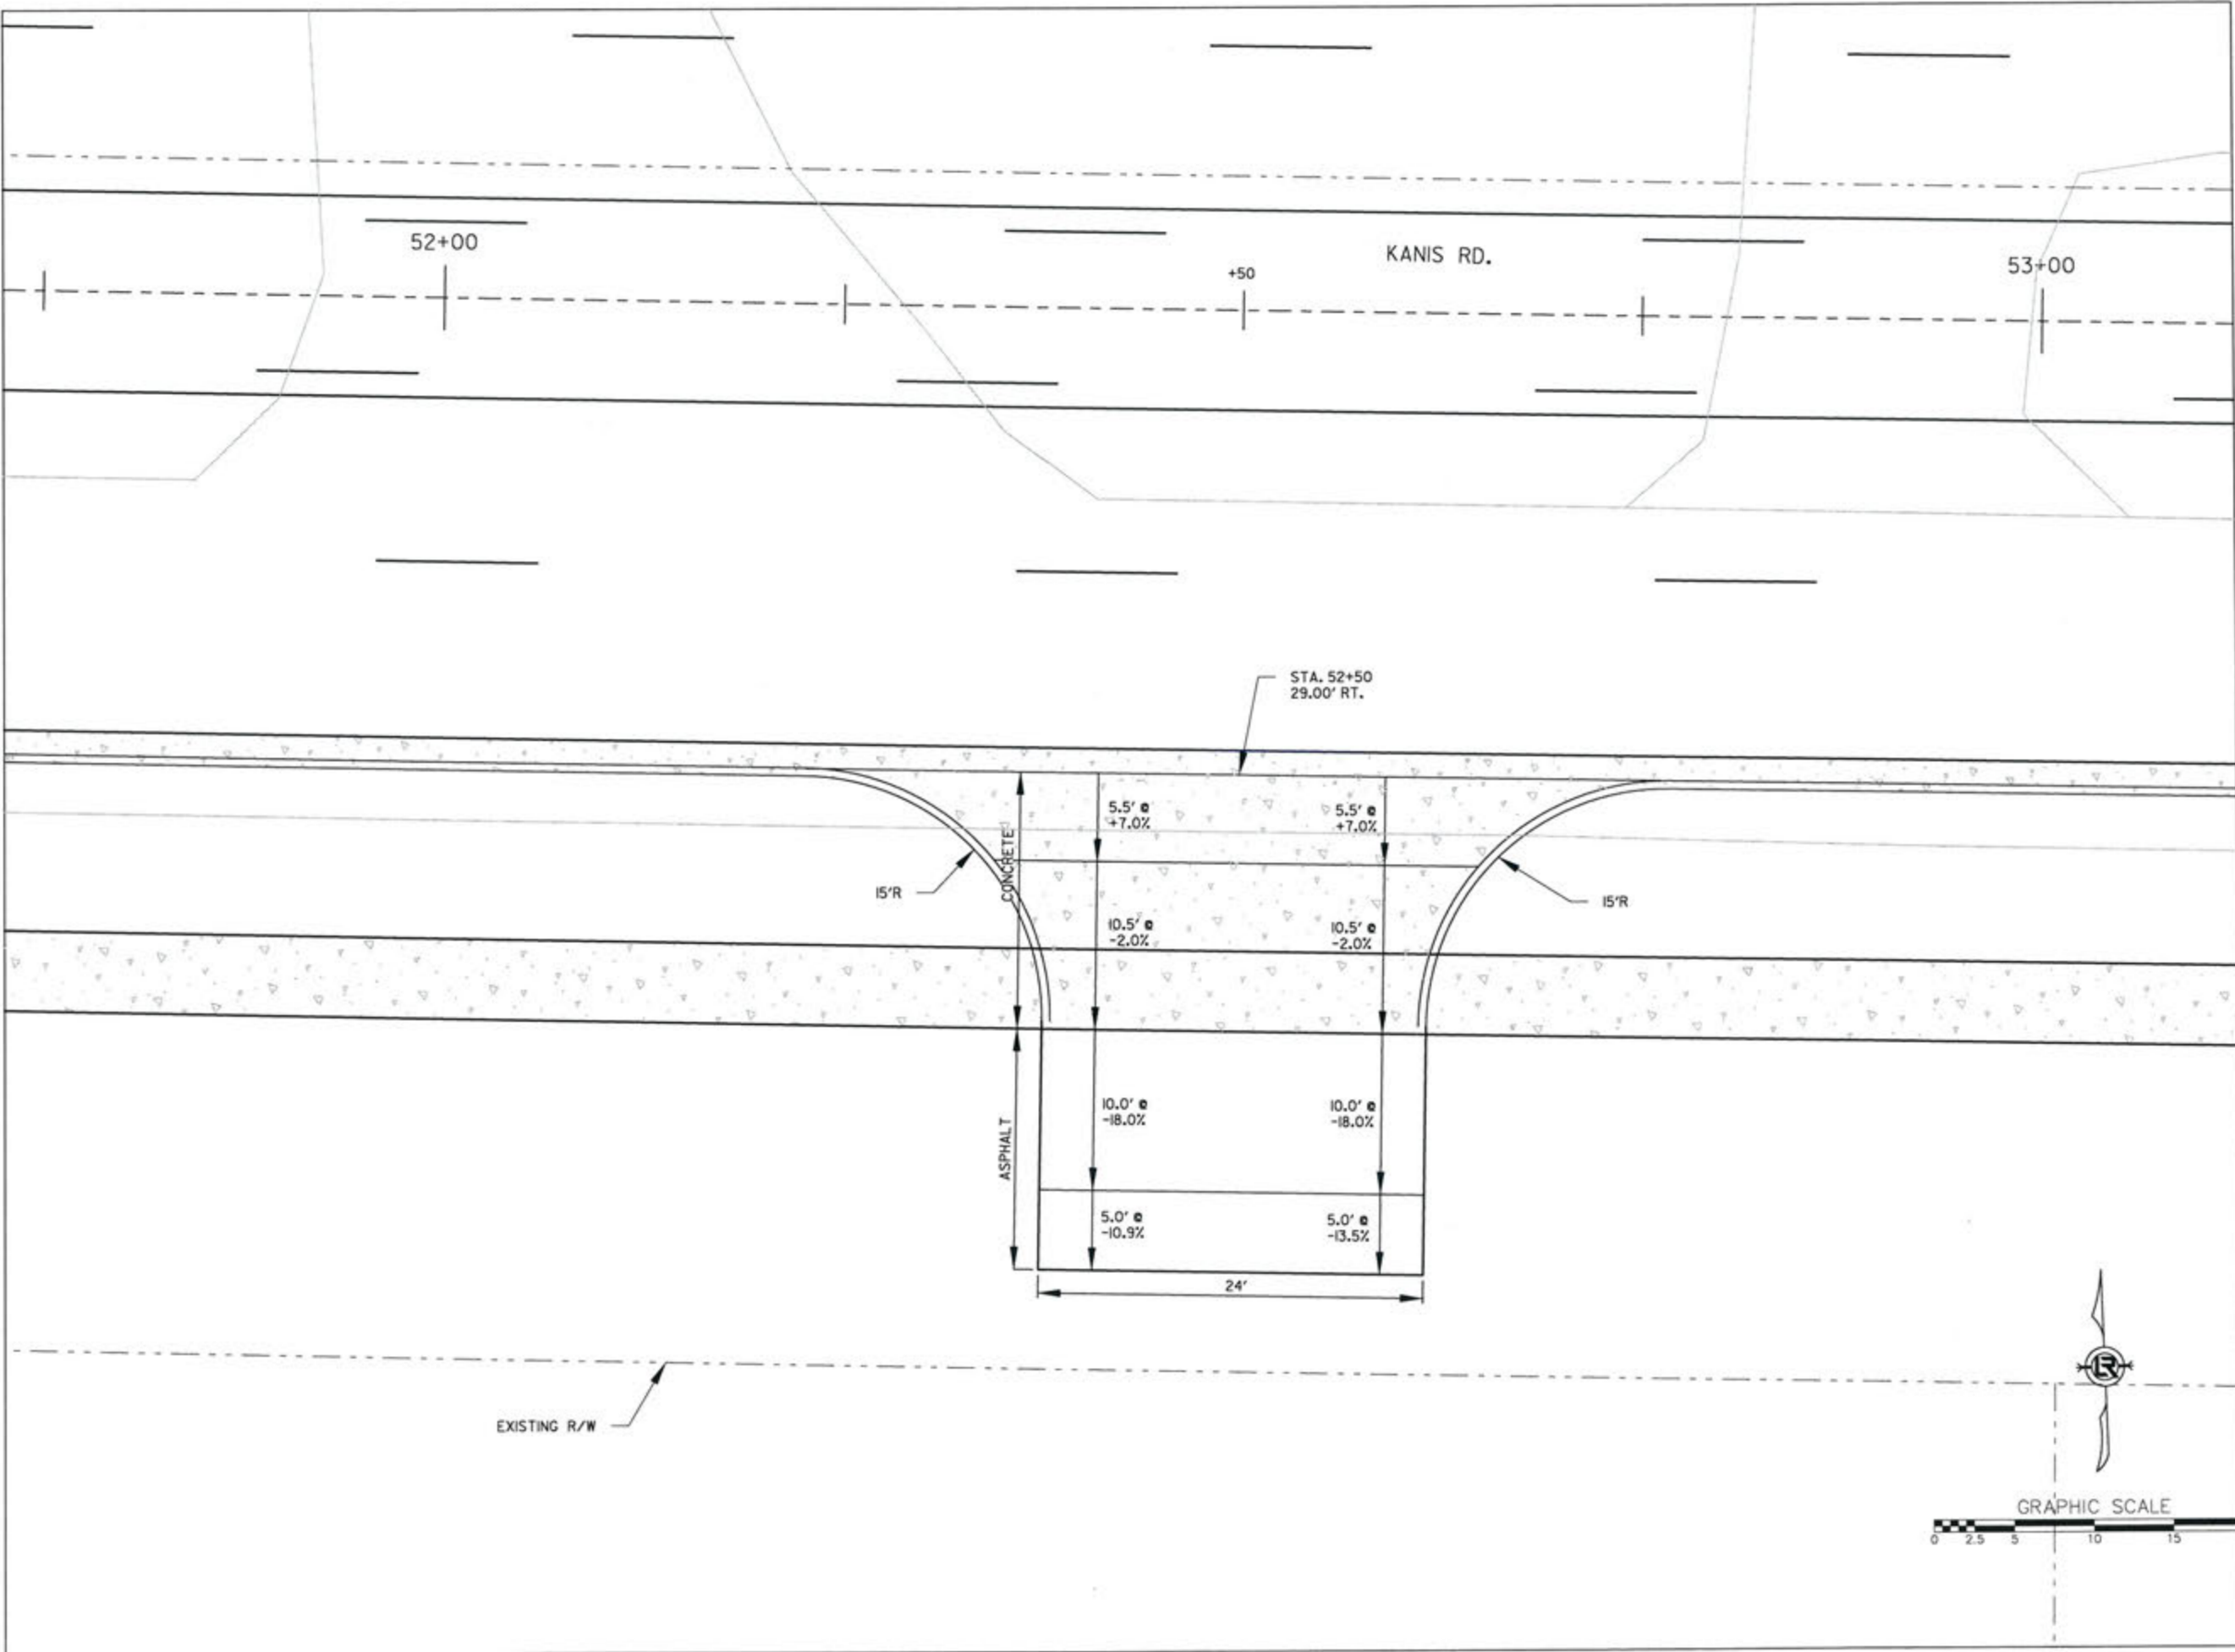 52+00
+50
KANIS RD.
53+00
STA. 52+50
29.00' RT.
5.5' @
+7.0%
5.5' @
+7.0%
CONCRETE
15'R
15'R
10.5' @
-2.0%
10.5' @
-2.0%
10.0' @
-18.0%
10.0' @
-18.0%
ASPHALT
5.0' @
-10.9%
5.0' @
-13.5%
24'
EXISTING R/W
LR
GRAPHIC SCALE
0 2.5 5 10 15